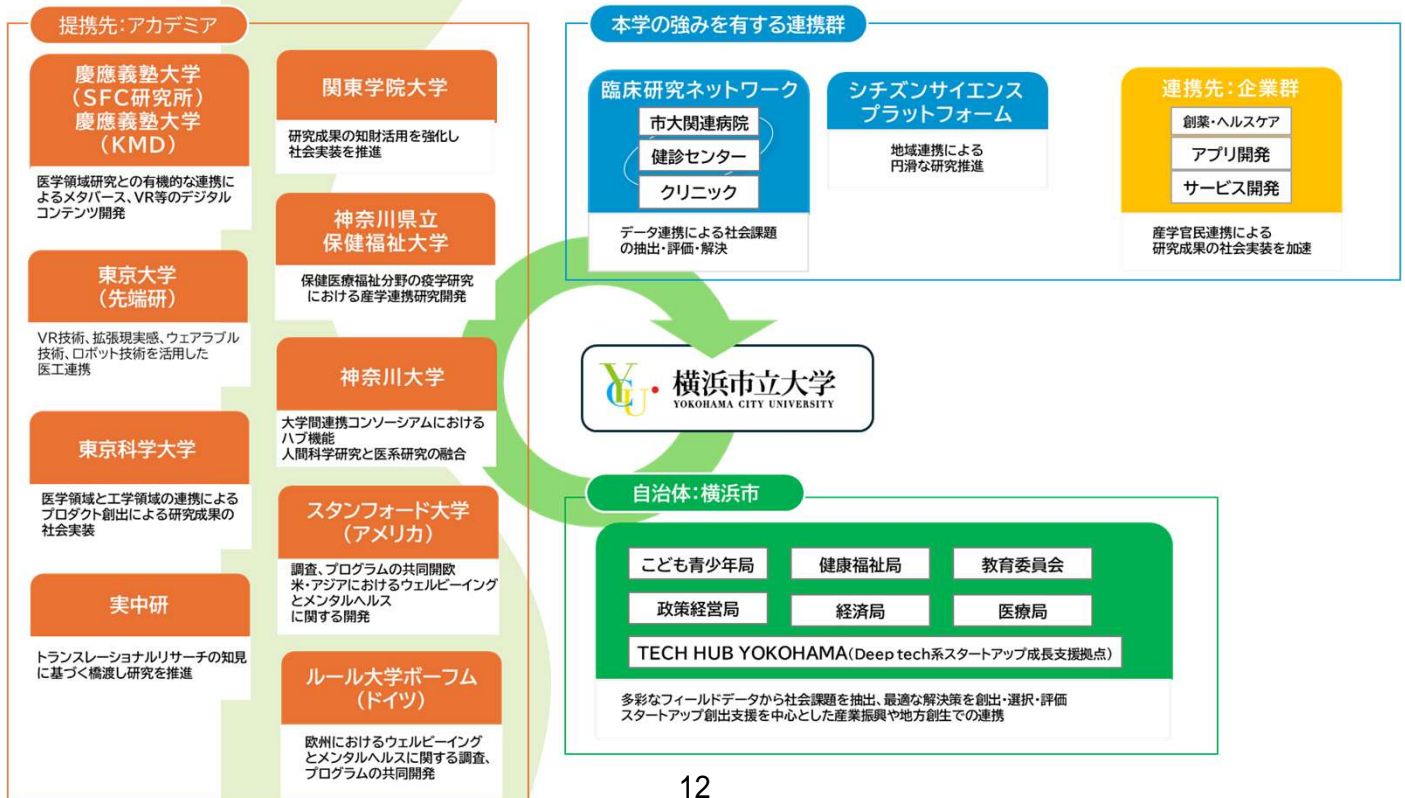 提携先:アカデミア
慶應義塾大学
（SFC研究所）
慶應義塾大学
（KMD）
医学領域研究との有機的な連携に
よるメタバース、VR等のデジタル
コンテンツ開発
東京大学
（先端研）
VR技術、拡張現実感、ウェアラブル
技術、ロボット技術を活用した
医工連携
東京科学大学
医学領域と工学領域の連携による
プロダクト創出による研究成果の
社会実装
実中研
トランスレーショナルリサーチの知見
に基づく橋渡し研究を推進
関東学院大学
研究成果の知財活用を強化し
社会実装を推進
神奈川県立
保健福祉大学
保健医療福祉分野の疫学研究
における産学連携研究開発
神奈川大学
大学間連携コンソーシアムにおける
ハブ機能
人間科学研究と医系研究の融合
スタンフォード大学
（アメリカ）
調査、プログラムの共同開欧
米・アジアにおけるウェルビーイング
とメンタルヘルス
に関する開発
ルール大学ボーフム
（ドイツ）
欧州におけるウェルビーイング
とメンタルヘルスに関する調査、
プログラムの共同開発
本学の強みを有する連携群
臨床研究ネットワーク
市大関連病院
健診センター
クリニック
データ連携による社会課題
の抽出・評価・解決
シチズンサイエンス
プラットフォーム
地域連携による
円滑な研究推進
連携先:企業群
創薬・ヘルスケア
アプリ開発
サービス開発
産学官民連携による
研究成果の社会実装を加速
YCU
横浜市立大学
YOKOHAMA CITY UNIVERSITY
自治体:横浜市
こども青少年局
健康福祉局
教育委員会
政策経営局
経済局
医療局
TECH HUB YOKOHAMA（Deep tech系スタートアップ成長支援拠点）
多彩なフィールドデータから社会課題を抽出、最適な解決策を創出・選択・評価
スタートアップ創出支援を中心とした産業振興や地方創生での連携
12